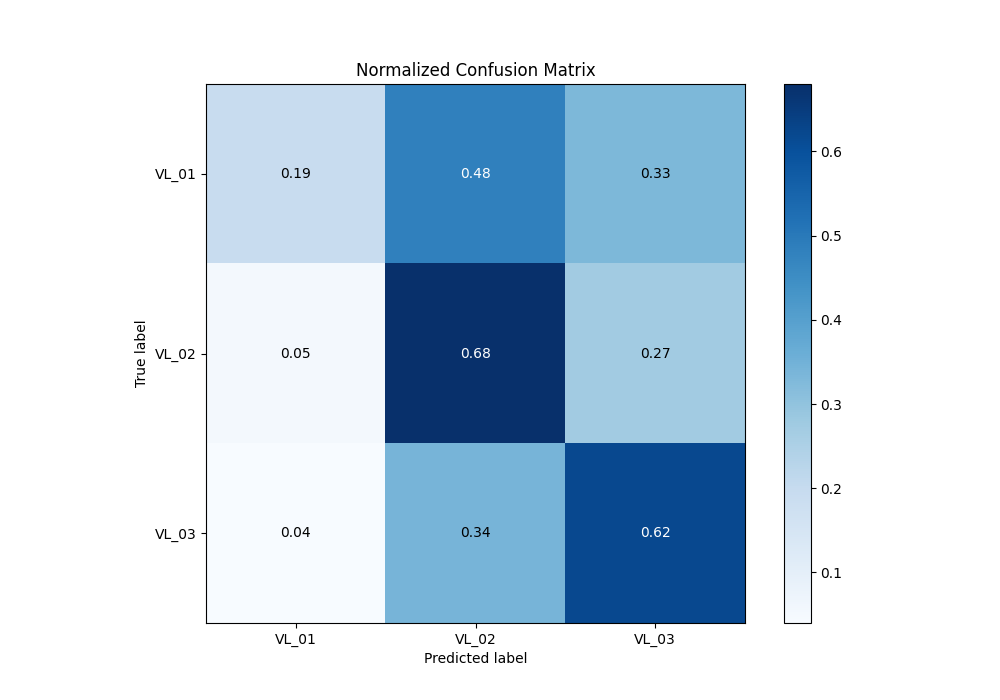 Normalized Confusion Matrix
VL_01 0.19 0.48 0.33
VL_02 0.05 0.68 0.27
VL_03 0.04 0.34 0.62
True label
VL_01 VL_02 VL_03
Predicted label
0.6
0.5
0.4
0.3
0.2
0.1